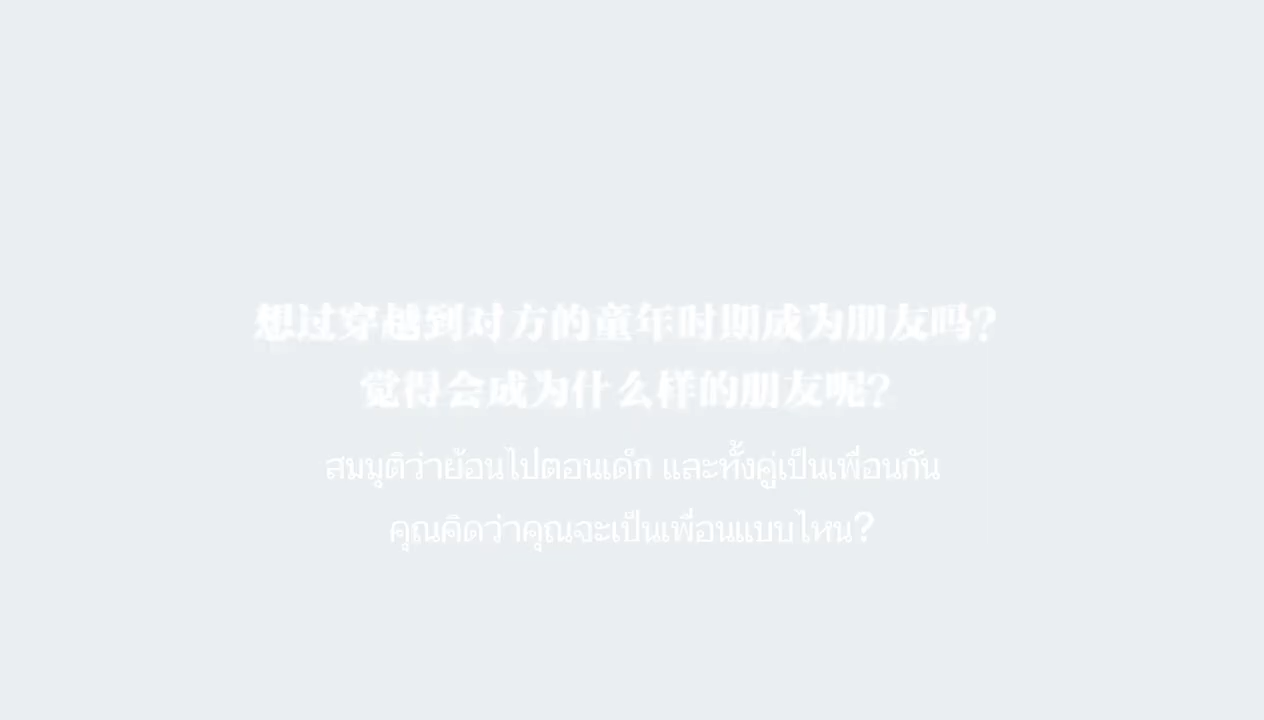 想过穿越到对方的童年时期成为朋友吗?
觉得会成为什么样的朋友呢?
สมมุติว่าย้อนไปตอนเด็ก และทั้งคู่เป็นเพื่อนกัน
คุณคิดว่าคุณจะเป็นเพื่อนแบบไหน?